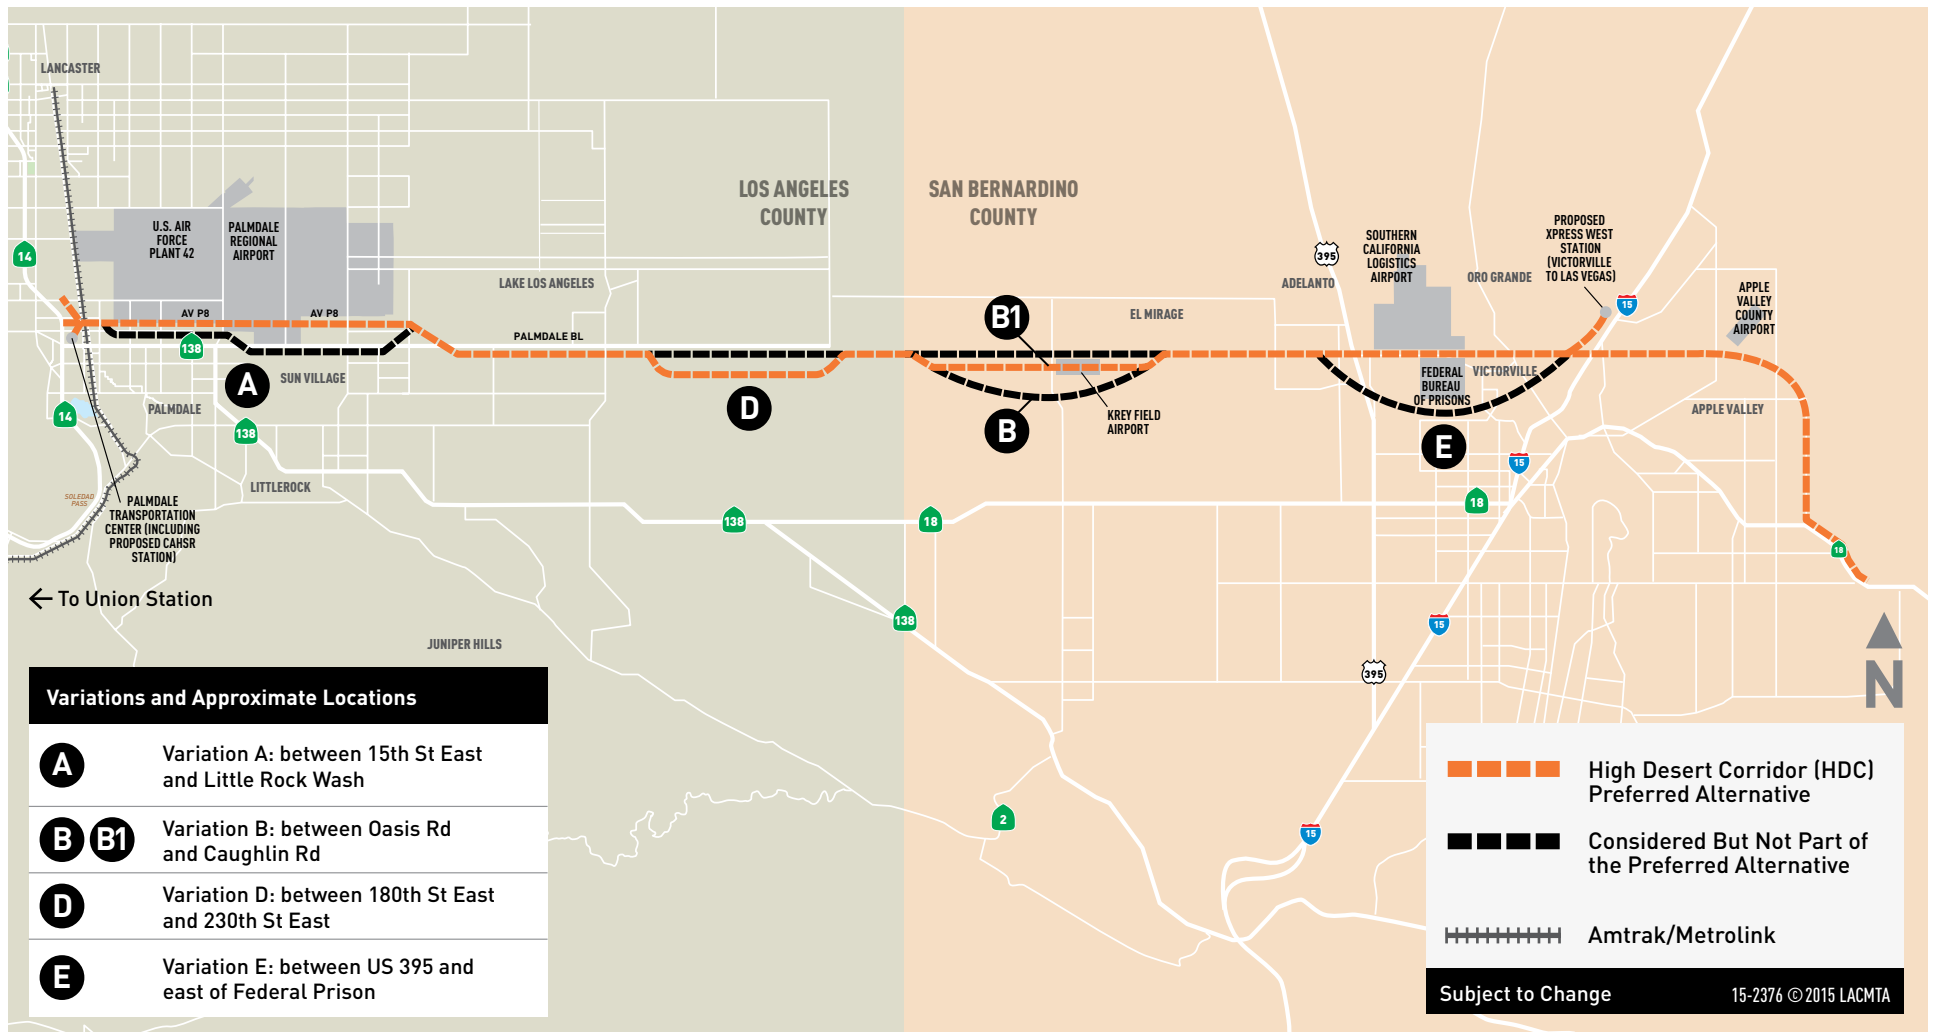 LANCASTER
U.S. AIR
FORCE
PLANT 42
PALMDALE
REGIONAL
AIRPORT
LOS ANGELES
COUNTY
SAN BERNARDINO
COUNTY
14
395
SOUTHERN
CALIFORNIA
LOGISTICS
AIRPORT
ORO GRANDE
PROPOSED
XPRESS WEST
STATION
(VICTORVILLE
TO LAS VEGAS)
15
APPLE
VALLEY
COUNTY
AIRPORT
ADELANTO
LAKE LOS ANGELES
AV P8
AV P8
138
PALMDALE BL
B1
EL MIRAGE
SUN VILLAGE
A
D
B
KREY FIELD
AIRPORT
FEDERAL
BUREAU
OF PRISONS
VICTORVILLE
E
APPLE VALLEY
14
PALMDALE
138
LITTLEROCK
15
18
SOLEDAD
PASS
PALMDALE
TRANSPORTATION
CENTER (INCLUDING
PROPOSED CAHSR
STATION)
138
18
18
To Union Station
JUNIPER HILLS
138
15
395
N
2
15
Variations and Approximate Locations
A
Variation A: between 15th St East
and Little Rock Wash
B B1
Variation B: between Oasis Rd
and Caughlin Rd
D
Variation D: between 180th St East
and 230th St East
E
Variation E: between US 395 and
east of Federal Prison
High Desert Corridor (HDC)
Preferred Alternative
Considered But Not Part of
the Preferred Alternative
Amtrak/Metrolink
Subject to Change
15-2376 © 2015 LACMTA